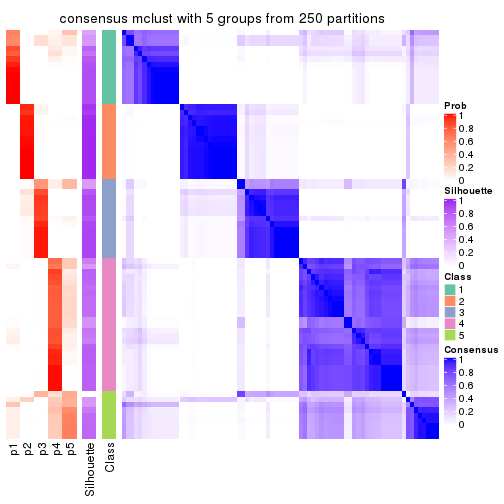 consensus mclust with 5 groups from 250 partitions
Prob
1
0.8
0.6
0.4
0.2
0
Silhouette
1
0.8
0.6
0.4
0.2
0
Class
1
2
3
4
5
Consensus
1
0.8
0.6
0.4
0.2
0
p1
p2
p3
p4
p5
Silhouette
Class